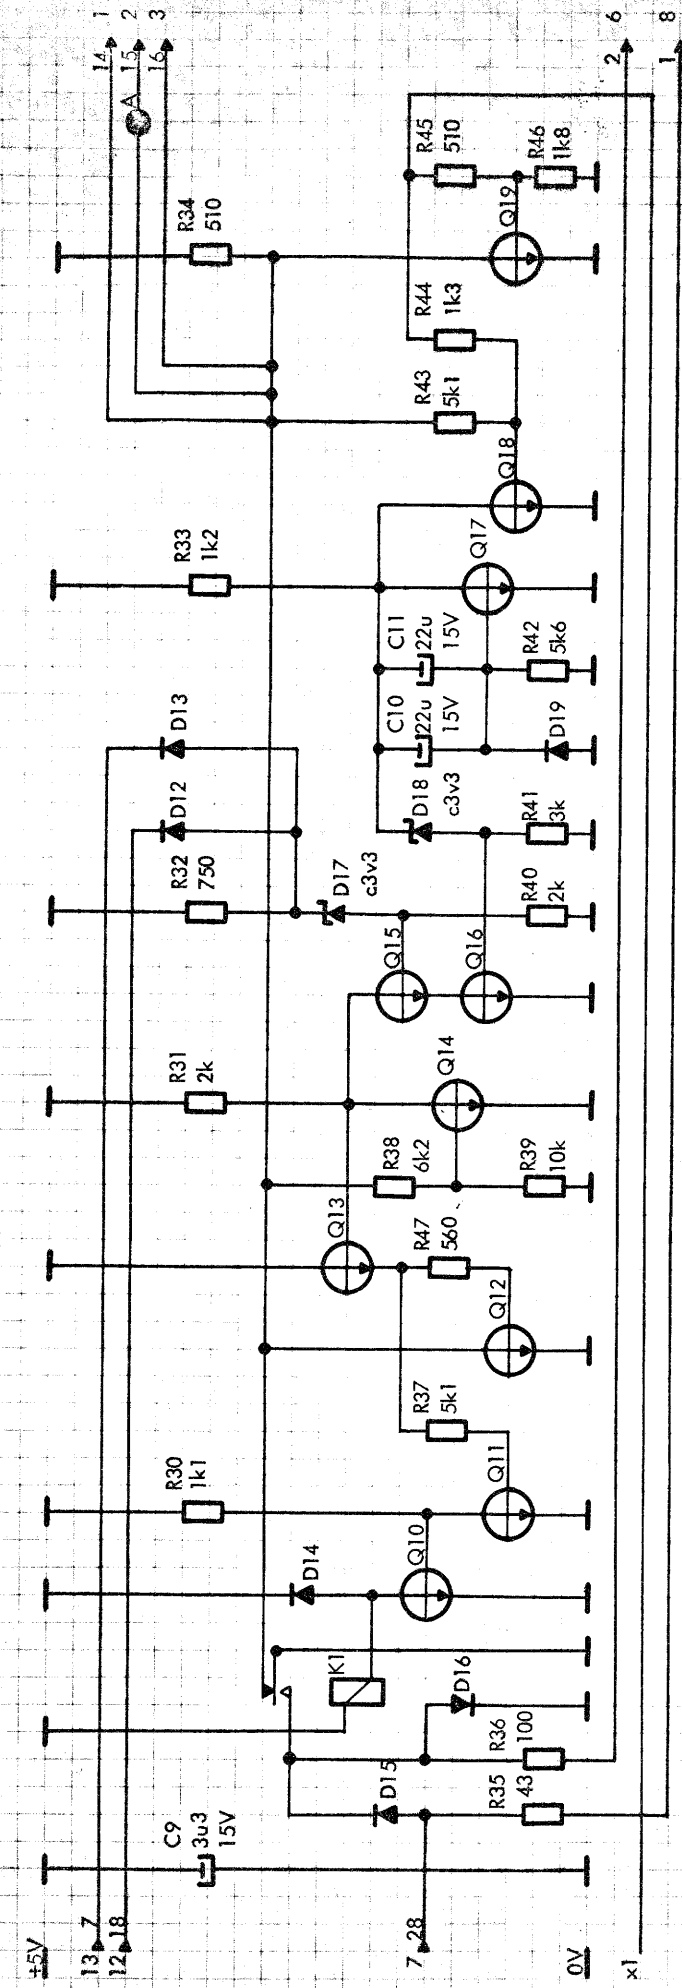 +5V
13 7
12 18
7 28
0V
x1
C9
3u3
15V
D15
R35
43
R36
100
D16
K1
D14
Q10
R30
1k1
Q11
R37
5k1
Q12
R47
560
Q13
R38
6k2
R39
10k
Q14
R31
2k
Q15
Q16
R32
750
D12
D13
D17
c3v3
R40
2k
R41
3k
D18
c3v3
D19
C10
22u
15V
C11
22u
15V
R42
5k6
R33
1k2
Q17
Q18
R43
5k1
R44
1k3
R34
510
Q19
R45
510
R46
1k8
A
14 1
15 2
16 3
2 6
1 8